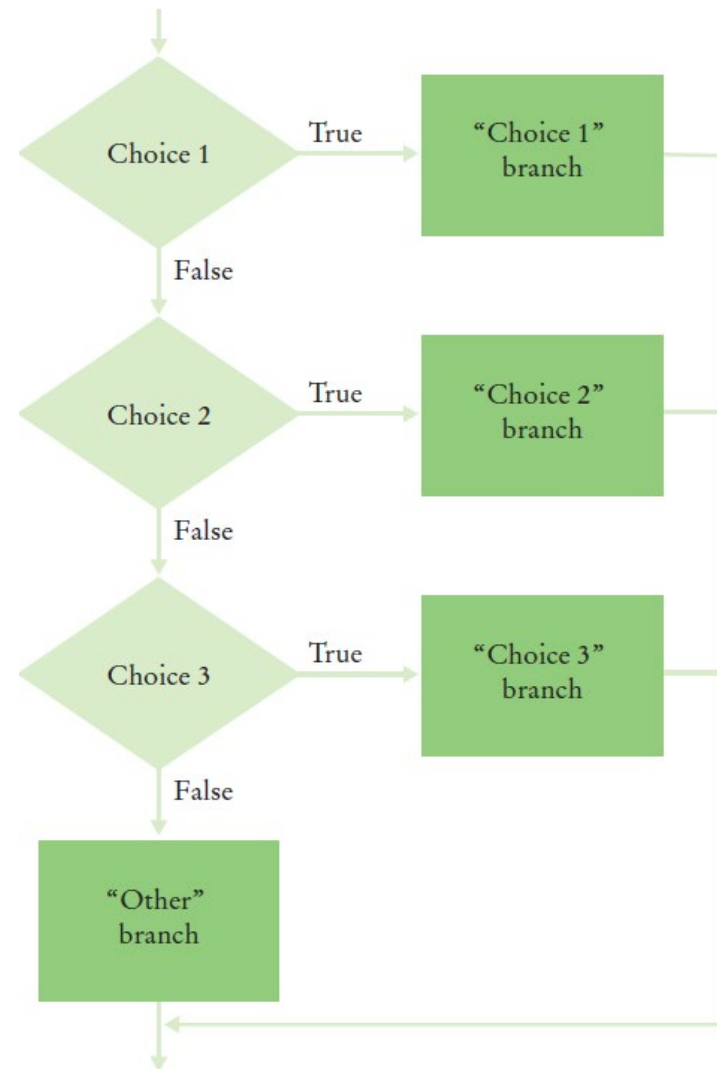 Choice 1
True
“Choice 1”
branch
False
Choice 2
True
“Choice 2”
branch
False
Choice 3
True
“Choice 3”
branch
False
“Other”
branch